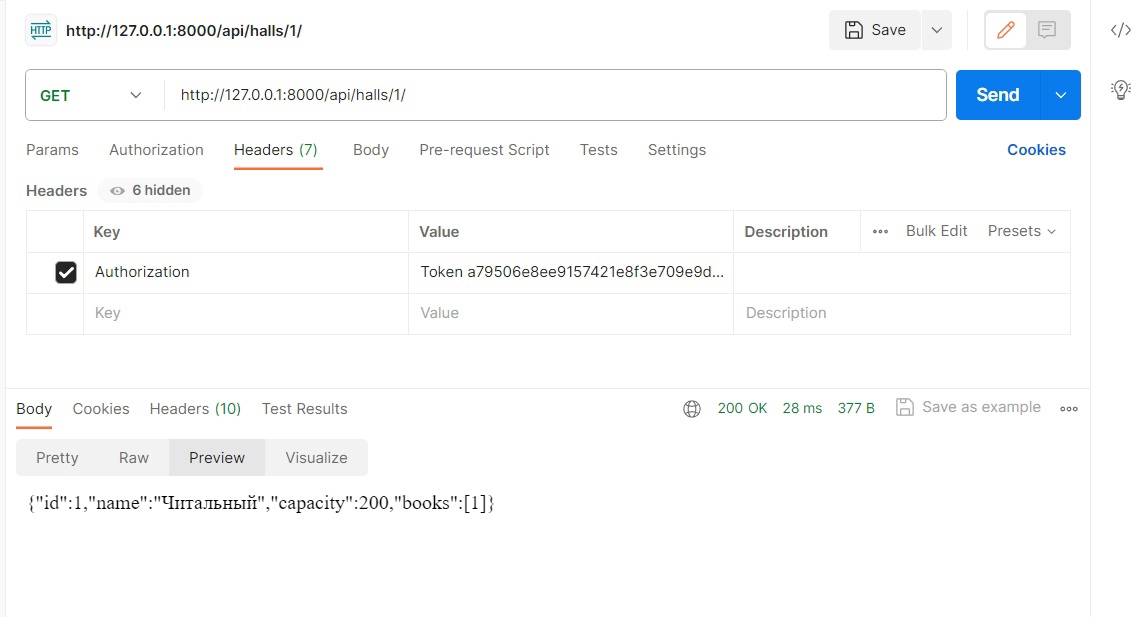 HTTP http://127.0.0.1:8000/api/halls/1/ Save
GET http://127.0.0.1:8000/api/halls/1/ Send
Params Authorization Headers (7) Body Pre-request Script Tests Settings Cookies
Headers 6 hidden
Key Value Description Bulk Edit Presets
Authorization Token a79506e8ee9157421e8f3e709e9d...
Key Value Description
Body Cookies Headers (10) Test Results 200 OK 28 ms 377 B Save as example
Pretty Raw Preview Visualize
{"id":1,"name":"Читальный","capacity":200,"books":[1]}